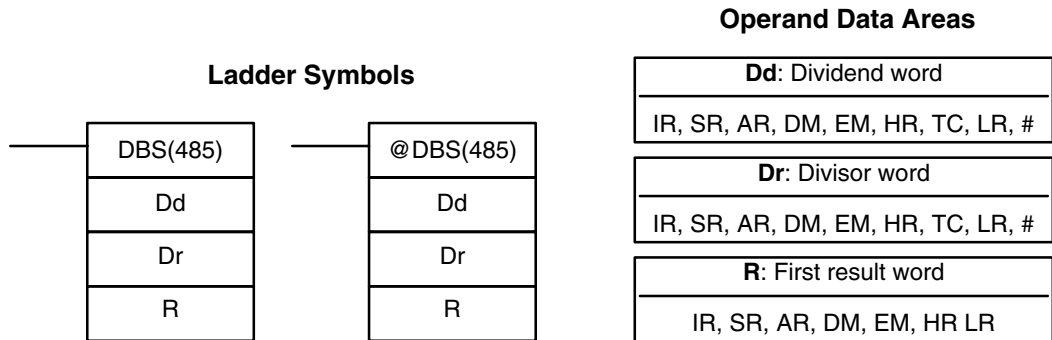 Ladder Symbols
DBS(485)
Dd
Dr
R
@DBS(485)
Dd
Dr
R
Operand Data Areas
Dd: Dividend word
IR, SR, AR, DM, EM, HR, TC, LR, #
Dr: Divisor word
IR, SR, AR, DM, EM, HR, TC, LR, #
R: First result word
IR, SR, AR, DM, EM, HR LR